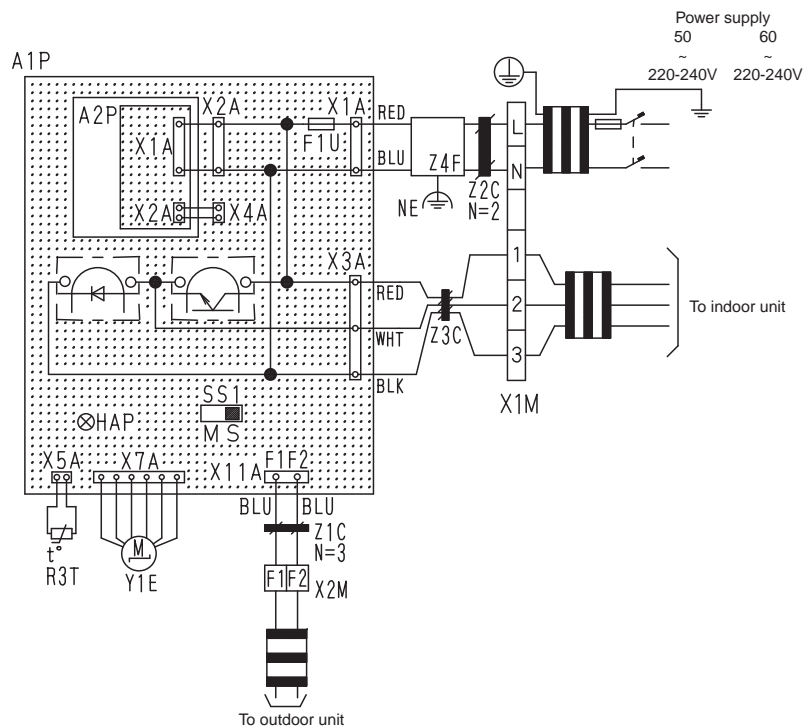 Power supply
50 60
~ ~
220-240V 220-240V
A1P
A2P
X2A
X1A
RED
L
X1A
F1U
BLU
Z4F
N
Z2C
N=2
NE
X2A
X4A
X3A
1
RED
2
To indoor unit
WHT
Z3C
3
BLK
X1M
SS1
M S
HAP
X5A
X7A
X11A
F1F2
BLU BLU
Z1C
N=3
t°
R3T
M
Y1E
F1 F2
X2M
To outdoor unit